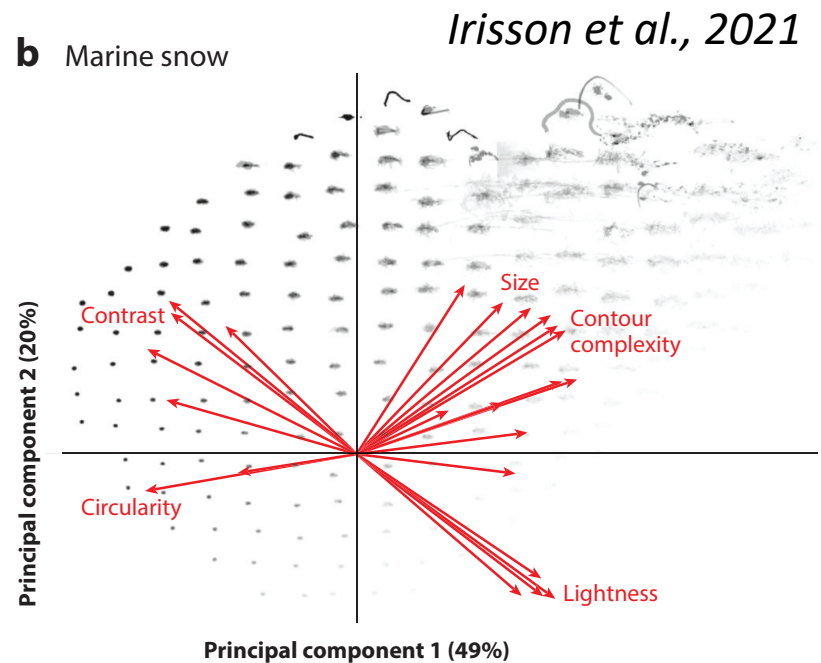 Irisson et al., 2021
b Marine snow
Size
Contrast
Contour
complexity
Circularity
Lightness
Principal component 2 (20%)
Principal component 1 (49%)